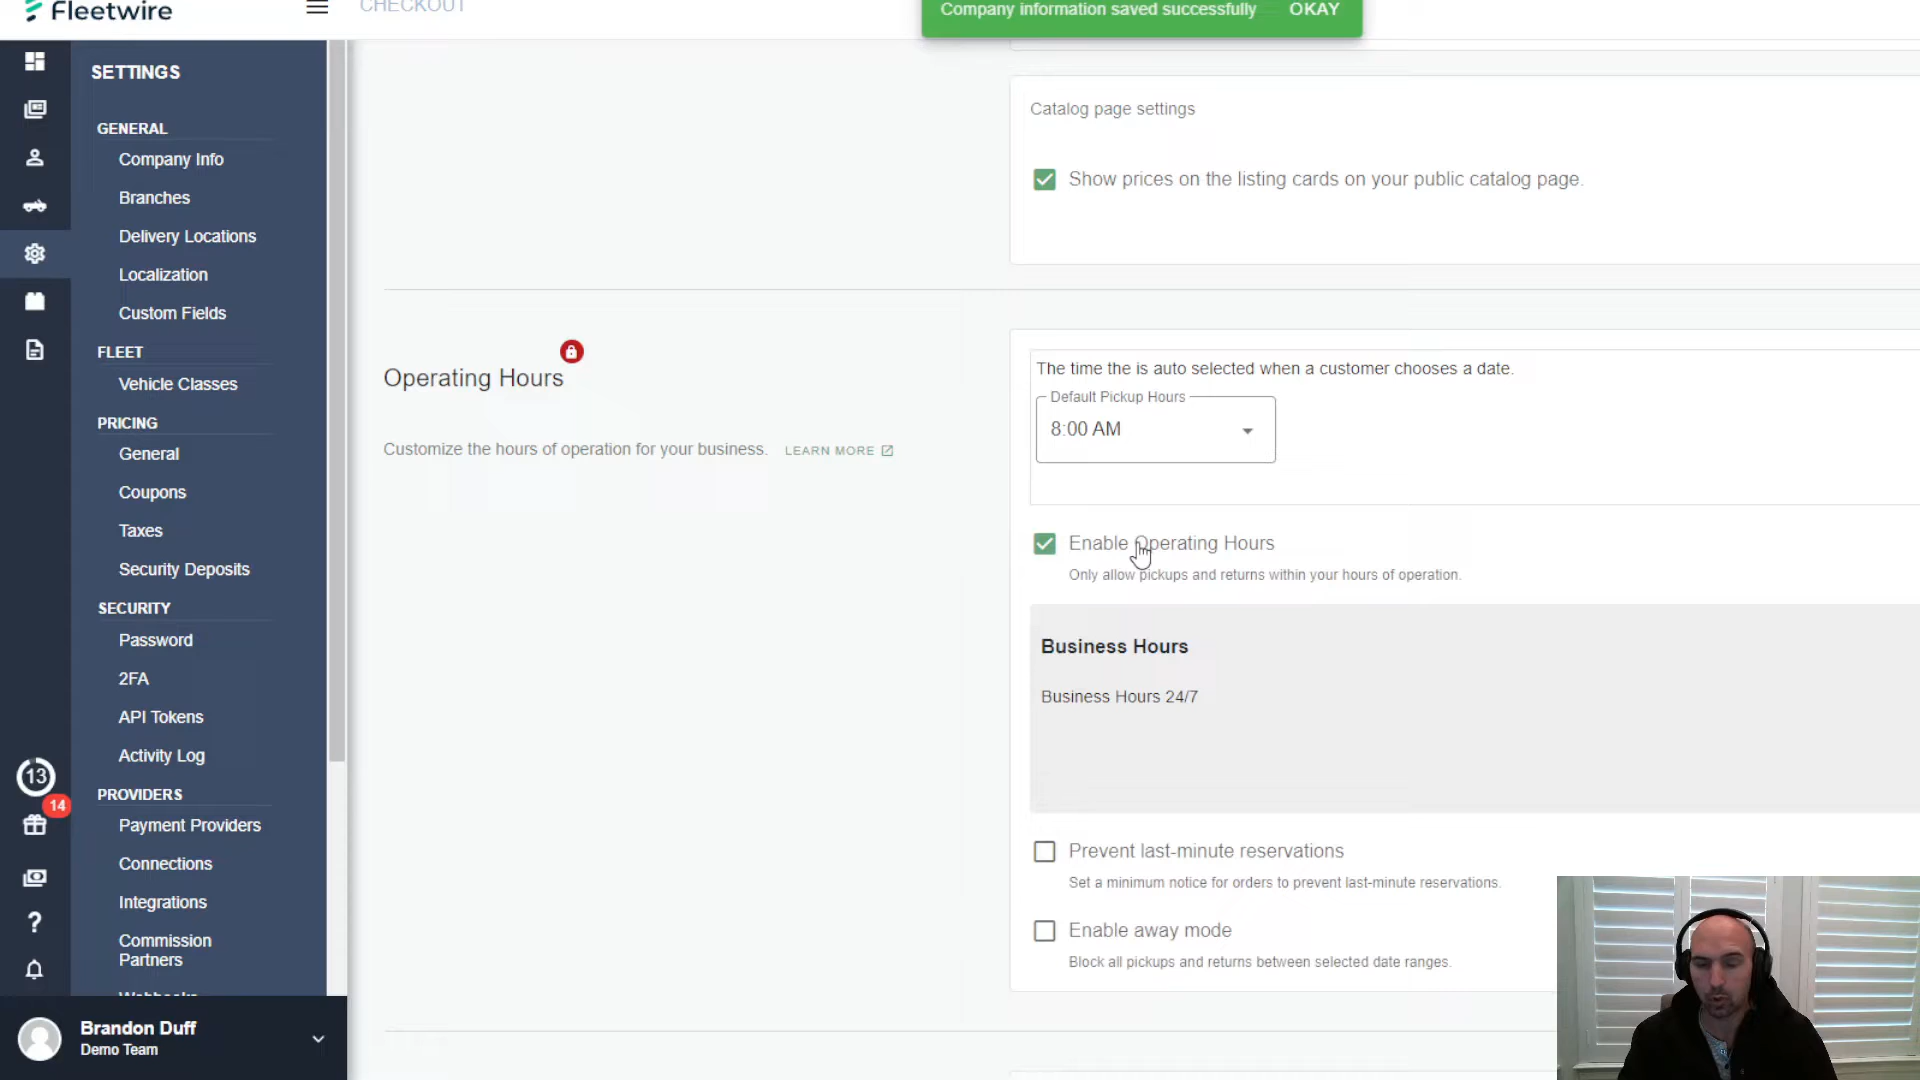 Fleetwire
CHECKOUT
Company information saved successfully OKAY
SETTINGS
GENERAL
Company Info
Branches
Delivery Locations
Localization
Custom Fields
FLEET
Vehicle Classes
PRICING
General
Coupons
Taxes
Security Deposits
SECURITY
Password
2FA
API Tokens
Activity Log
PROVIDERS
Payment Providers
Connections
Integrations
Commission
Partners
Webhooks
13
14
Brandon Duff
Demo Team
Catalog page settings
Show prices on the listing cards on your public catalog page.
Operating Hours
Customize the hours of operation for your business. LEARN MORE
The time the is auto selected when a customer chooses a date.
Default Pickup Hours
8:00 AM
Enable Operating Hours
Only allow pickups and returns within your hours of operation.
Business Hours
Business Hours 24/7
Prevent last-minute reservations
Set a minimum notice for orders to prevent last-minute reservations.
Enable away mode
Block all pickups and returns between selected date ranges.